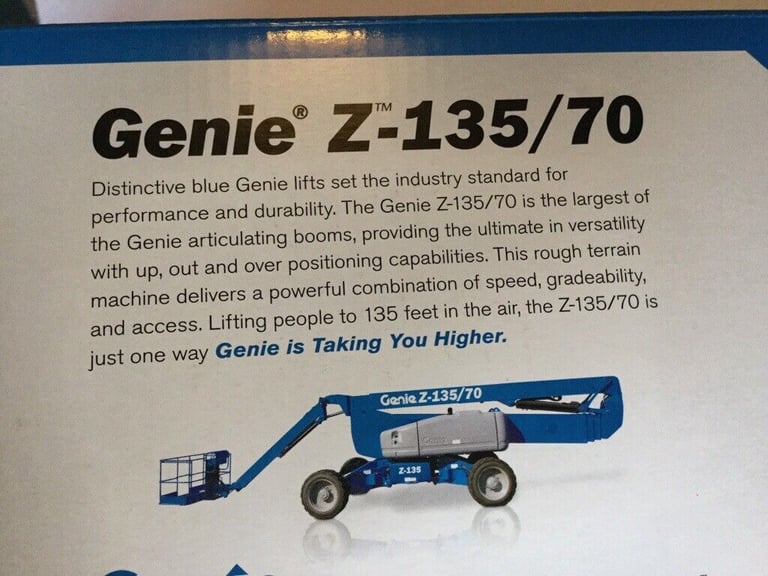 Genie® Z™-135/70
Distinctive blue Genie lifts set the industry standard for
performance and durability. The Genie Z-135/70 is the largest of
the Genie articulating booms, providing the ultimate in versatility
with up, out and over positioning capabilities. This rough terrain
machine delivers a powerful combination of speed, gradeability,
and access. Lifting people to 135 feet in the air, the Z-135/70 is
just one way Genie is Taking You Higher.
Genie Z-135/70
Genie
Z-135